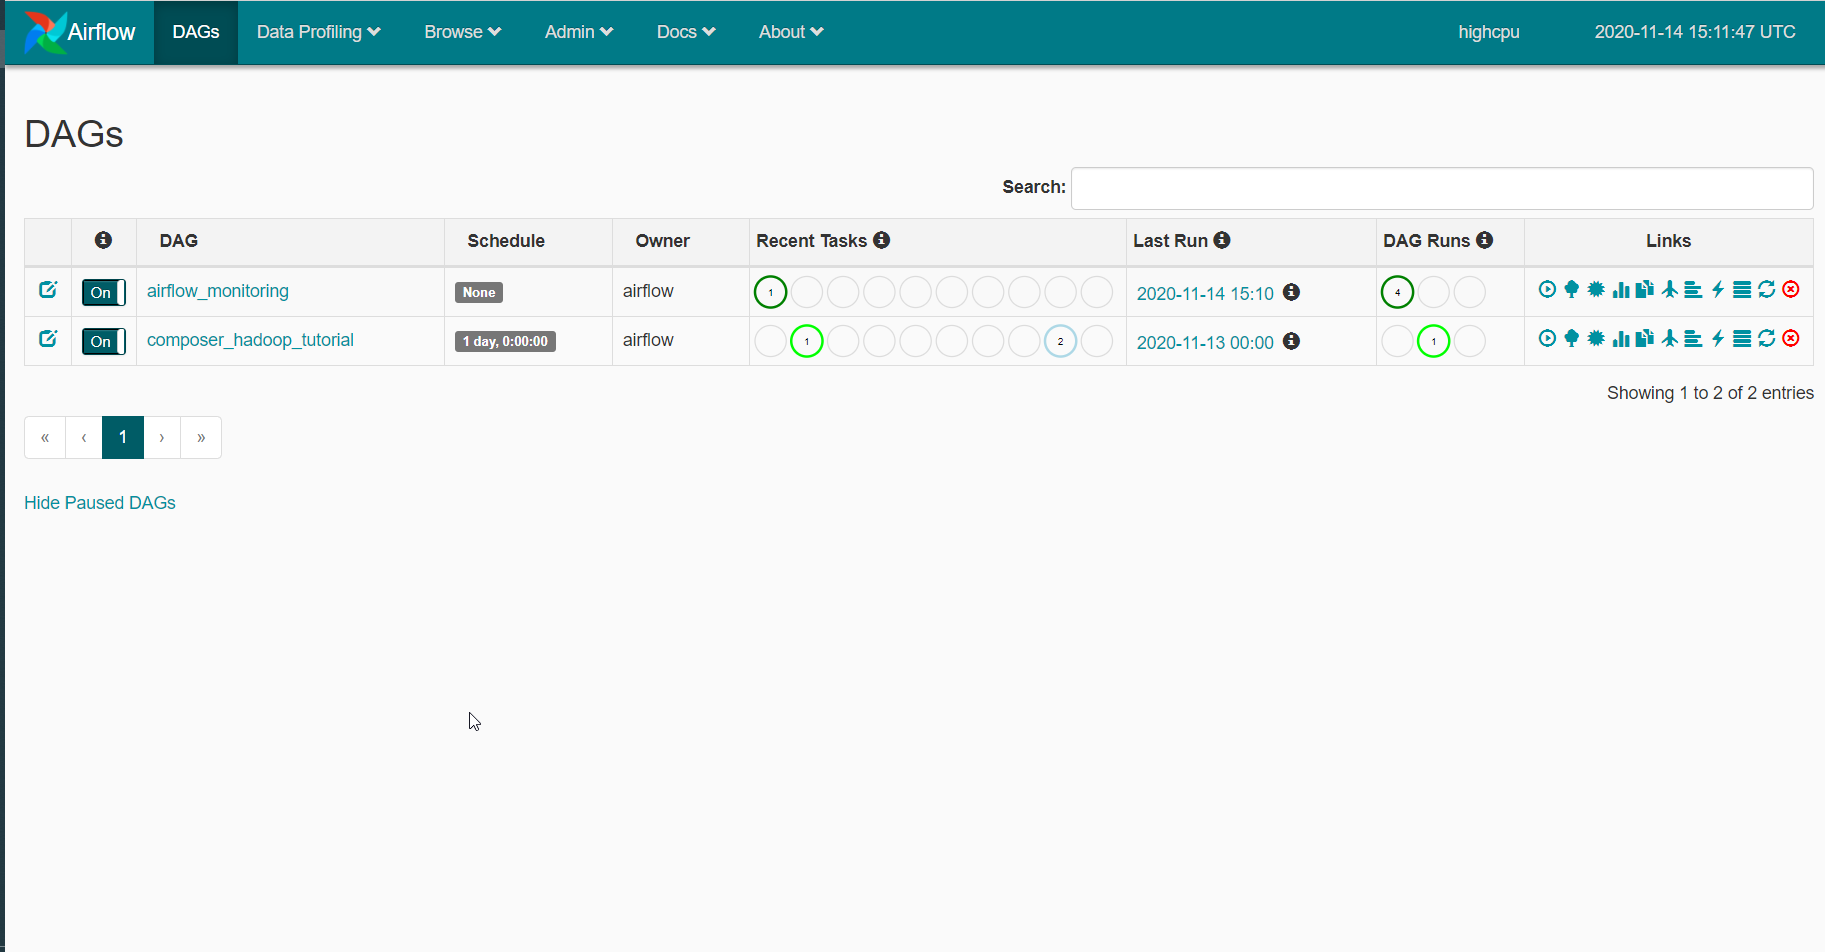 Airflow DAGs Data Profiling Browse Admin Docs About highcpu 2020-11-14 15:11:47 UTC
DAGs
Search:
DAG Schedule Owner Recent Tasks Last Run DAG Runs Links
On airflow_monitoring None airflow 1 2020-11-14 15:10 4
On composer_hadoop_tutorial 1 day, 0:00:00 airflow 1 2 2020-11-13 00:00 1
Showing 1 to 2 of 2 entries
« ‹ 1 › »
Hide Paused DAGs